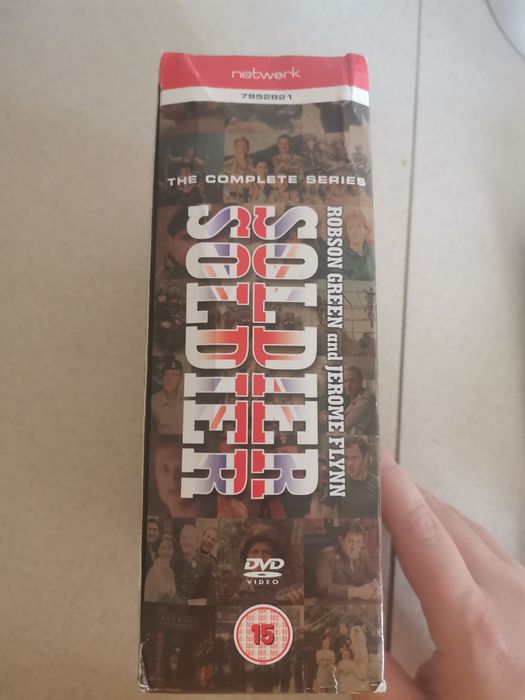 network
7952821
THE COMPLETE SERIES
ROBSON GREEN and JEROME FLYNN
SOLDIER
SOLDIER
DVD
VIDEO
15